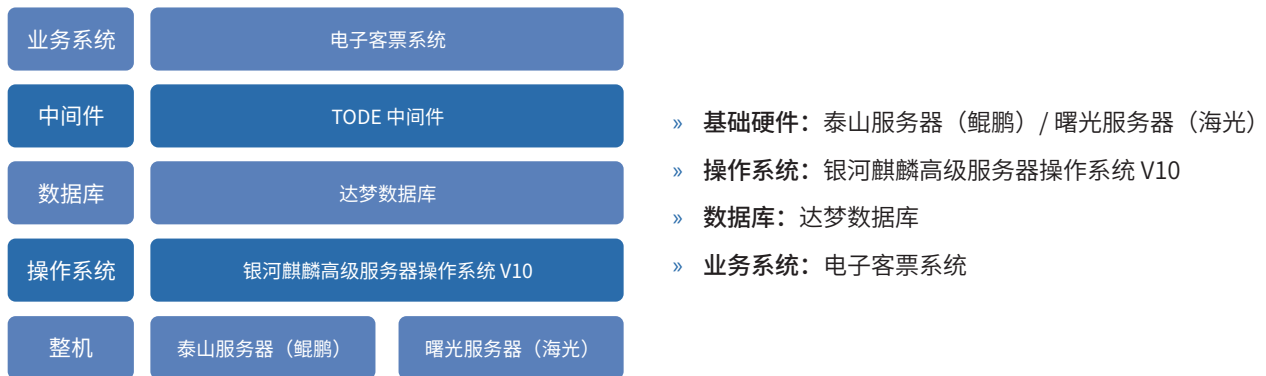 业务系统 电子客票系统
中间件 TODE 中间件
数据库 达梦数据库
操作系统 银河麒麟高级服务器操作系统 V10
整机 泰山服务器（鲲鹏） 曙光服务器（海光）
» 基础硬件：泰山服务器（鲲鹏）/ 曙光服务器（海光）
» 操作系统：银河麒麟高级服务器操作系统 V10
» 数据库：达梦数据库
» 业务系统：电子客票系统